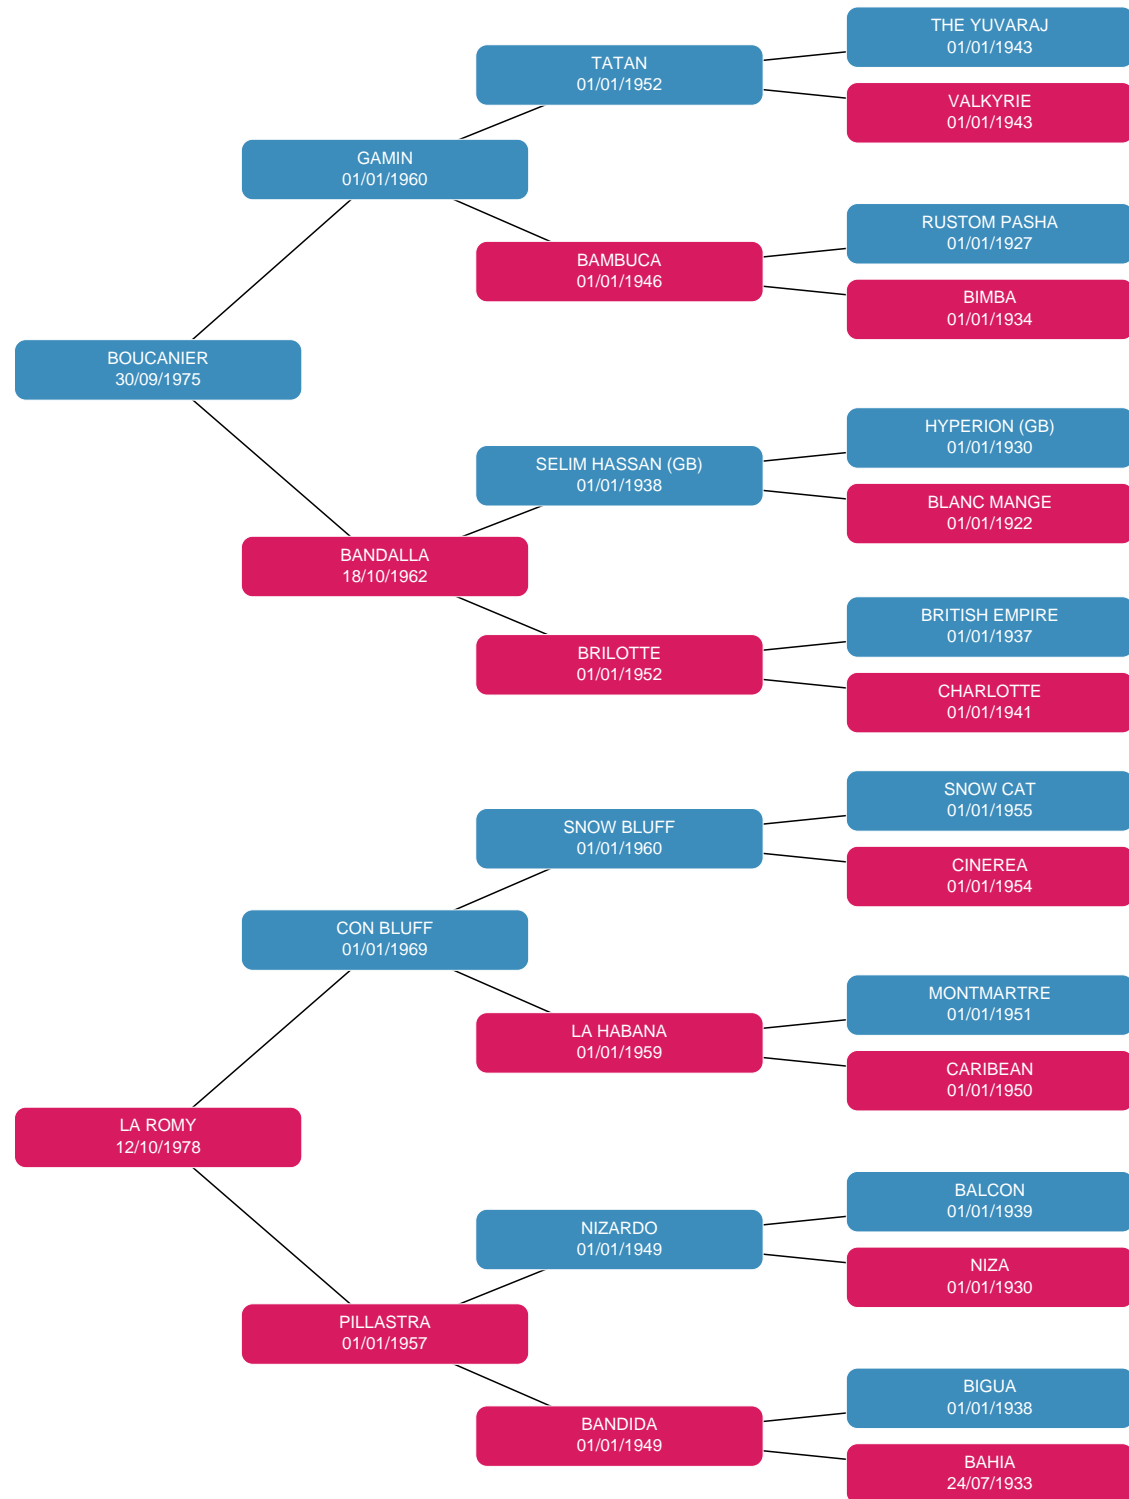 THE YUVARAJ
01/01/1943
TATAN
01/01/1952
VALKYRIE
01/01/1943
GAMIN
01/01/1960
RUSTOM PASHA
01/01/1927
BAMBUCA
01/01/1946
BIMBA
01/01/1934
BOUCANIER
30/09/1975
HYPERION (GB)
01/01/1930
SELIM HASSAN (GB)
01/01/1938
BLANC MANGE
01/01/1922
BANDALLA
18/10/1962
BRITISH EMPIRE
01/01/1937
BRILOTTE
01/01/1952
CHARLOTTE
01/01/1941
SNOW CAT
01/01/1955
SNOW BLUFF
01/01/1960
CINEREA
01/01/1954
CON BLUFF
01/01/1969
MONTMARTRE
01/01/1951
LA HABANA
01/01/1959
CARIBEAN
01/01/1950
LA ROMY
12/10/1978
BALCON
01/01/1939
NIZARDO
01/01/1949
NIZA
01/01/1930
PILLASTRA
01/01/1957
BIGUA
01/01/1938
BANDIDA
01/01/1949
BAHIA
24/07/1933